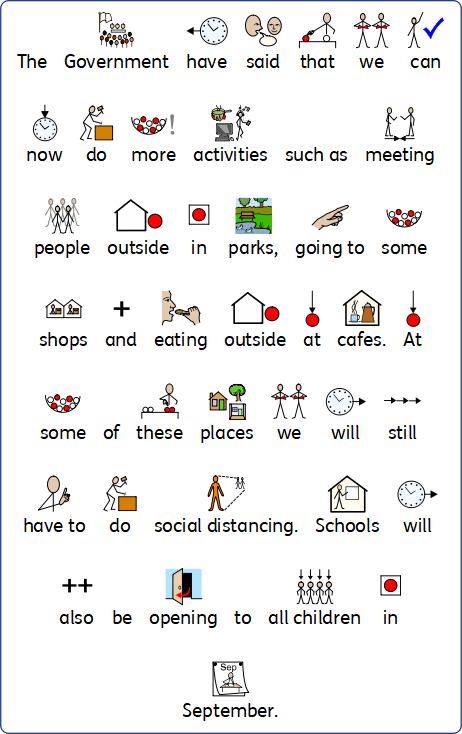 The Government have said that we can
now do more activities such as meeting
people outside in parks, going to some
shops and eating outside at cafes. At
some of these places we will still
have to do social distancing. Schools will
also be opening to all children in
Sep
September.